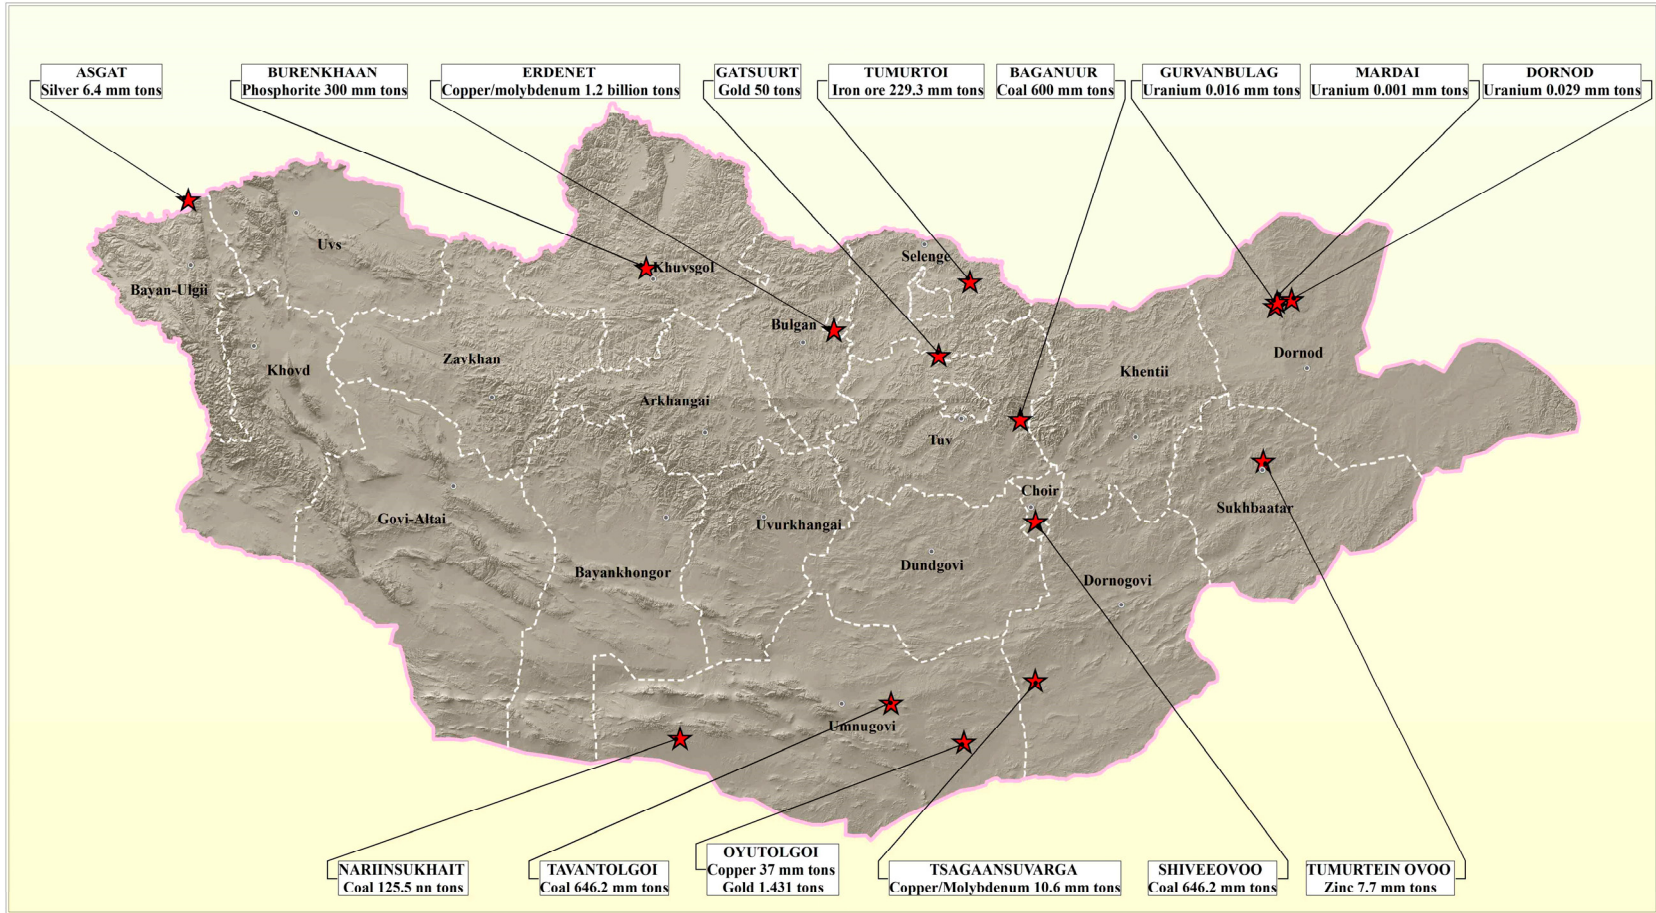 ASGAT
Silver 6.4 mm tons
BURENKHAAN
Phosphorite 300 mm tons
ERDENET
Copper/molybdenum 1.2 billion tons
GATSUURT
Gold 50 tons
TUMURTOI
Iron ore 229.3 mm tons
BAGANUUR
Coal 600 mm tons
GURVANBULAG
Uranium 0.016 mm tons
MARDAI
Uranium 0.001 mm tons
DORNOD
Uranium 0.029 mm tons
Uvs
Selenge
Khuvsgol
Bayan-Ulgii
Bulgan
Dornod
Zavkhan
Khovd
Khentii
Arkhangai
Tuv
Choir
Sukhbaatar
Govi-Altai
Uvurkhangai
Dundgovi
Bayankhongor
Dornogovi
Umnugovi
NARIINSUKHAIT
Coal 125.5 nn tons
TAVANTOLGOI
Coal 646.2 mm tons
OYUTOLGOI
Copper 37 mm tons
Gold 1.431 tons
TSAGAANSUVARGA
Copper/Molybdenum 10.6 mm tons
SHIVEEOVOO
Coal 646.2 mm tons
TUMURTEIN OVOO
Zinc 7.7 mm tons